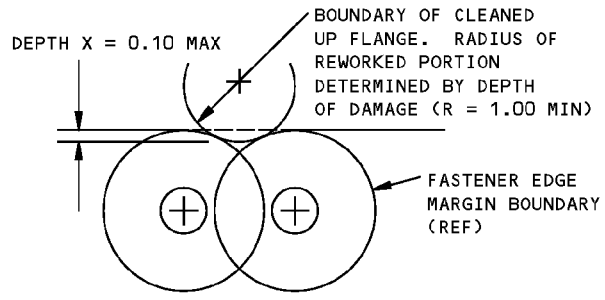 DEPTH X = 0.10 MAX
BOUNDARY OF CLEANED
UP FLANGE. RADIUS OF
REWORKED PORTION
DETERMINED BY DEPTH
OF DAMAGE (R = 1.00 MIN)
FASTENER EDGE
MARGIN BOUNDARY
(REF)